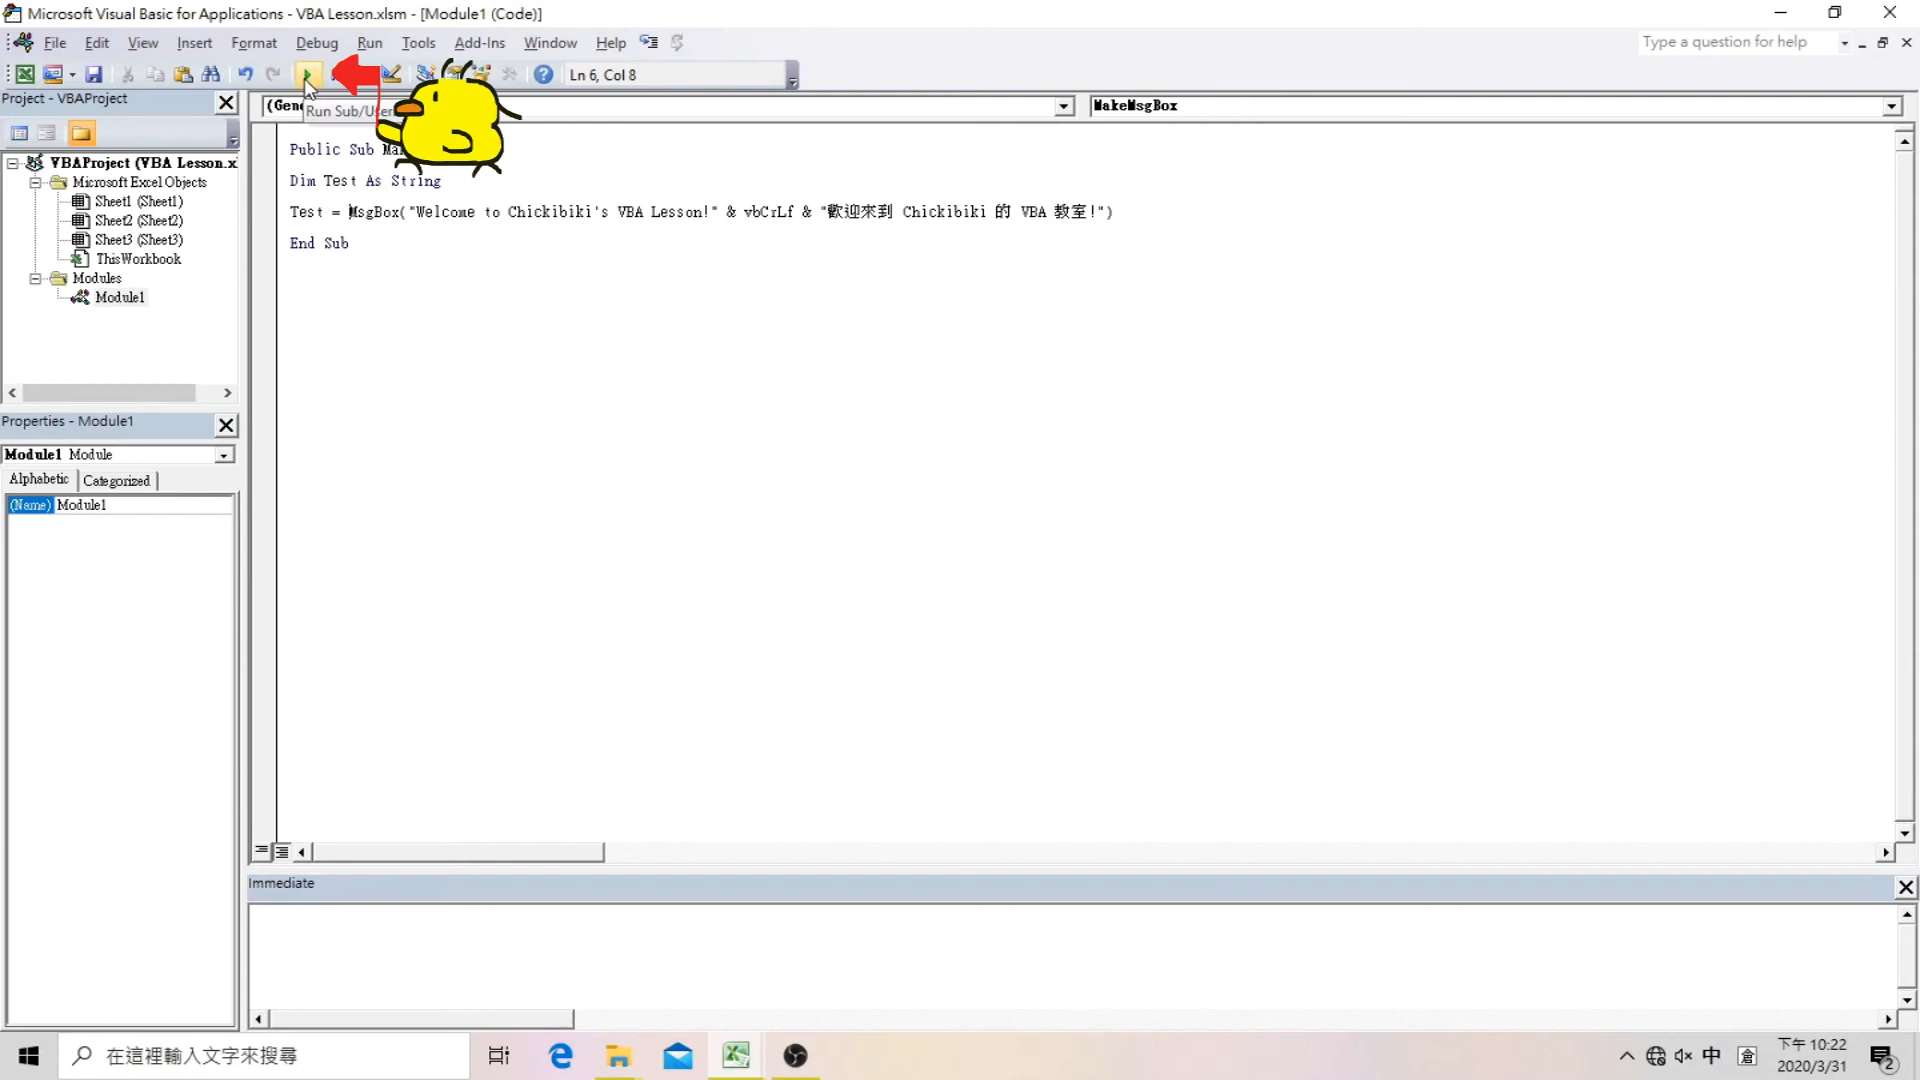 Microsoft Visual Basic for Applications - VBA Lesson.xlsm - [Module1 (Code)]
File Edit View Insert Format Debug Run Tools Add-Ins Window Help
Type a question for help
Ln 6, Col 8
Project - VBAProject
MakeMsgBox
Run Sub/User
VBAProject (VBA Lesson.x
Microsoft Excel Objects
Sheet1 (Sheet1)
Sheet2 (Sheet2)
Sheet3 (Sheet3)
ThisWorkbook
Modules
Module1
Public Sub
Dim Test As String
Test = MsgBox("Welcome to Chickibiki's VBA Lesson!" & vbCrLf & "歡迎來到 Chickibiki 的 VBA 教室!")
End Sub
Properties - Module1
Module1 Module
Alphabetic Categorized
(Name) Module1
Immediate
在這裡輸入文字來搜尋
中
倉
下午 10:22
2020/3/31
2